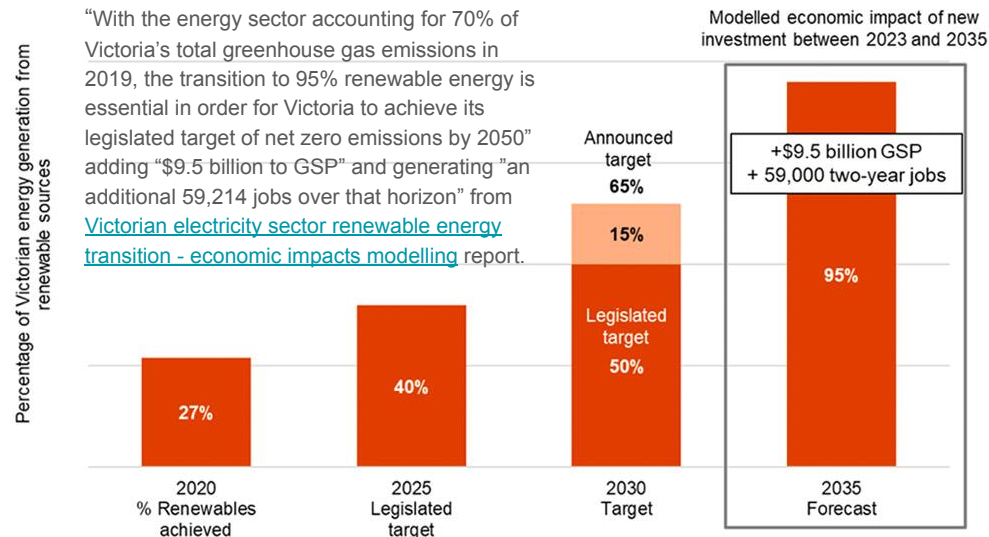 “With the energy sector accounting for 70% of
Victoria’s total greenhouse gas emissions in
2019, the transition to 95% renewable energy is
essential in order for Victoria to achieve its
legislated target of net zero emissions by 2050”
adding “$9.5 billion to GSP” and generating ”an
additional 59,214 jobs over that horizon” from
Victorian electricity sector renewable energy
transition - economic impacts modelling report.
Modelled economic impact of new
investment between 2023 and 2035
Percentage of Victorian energy generation from
renewable sources
27%
40%
Announced
target
65%
15%
Legislated
target
50%
+$9.5 billion GSP
+ 59,000 two-year jobs
95%
2020
% Renewables
achieved
2025
Legislated
target
2030
Target
2035
Forecast